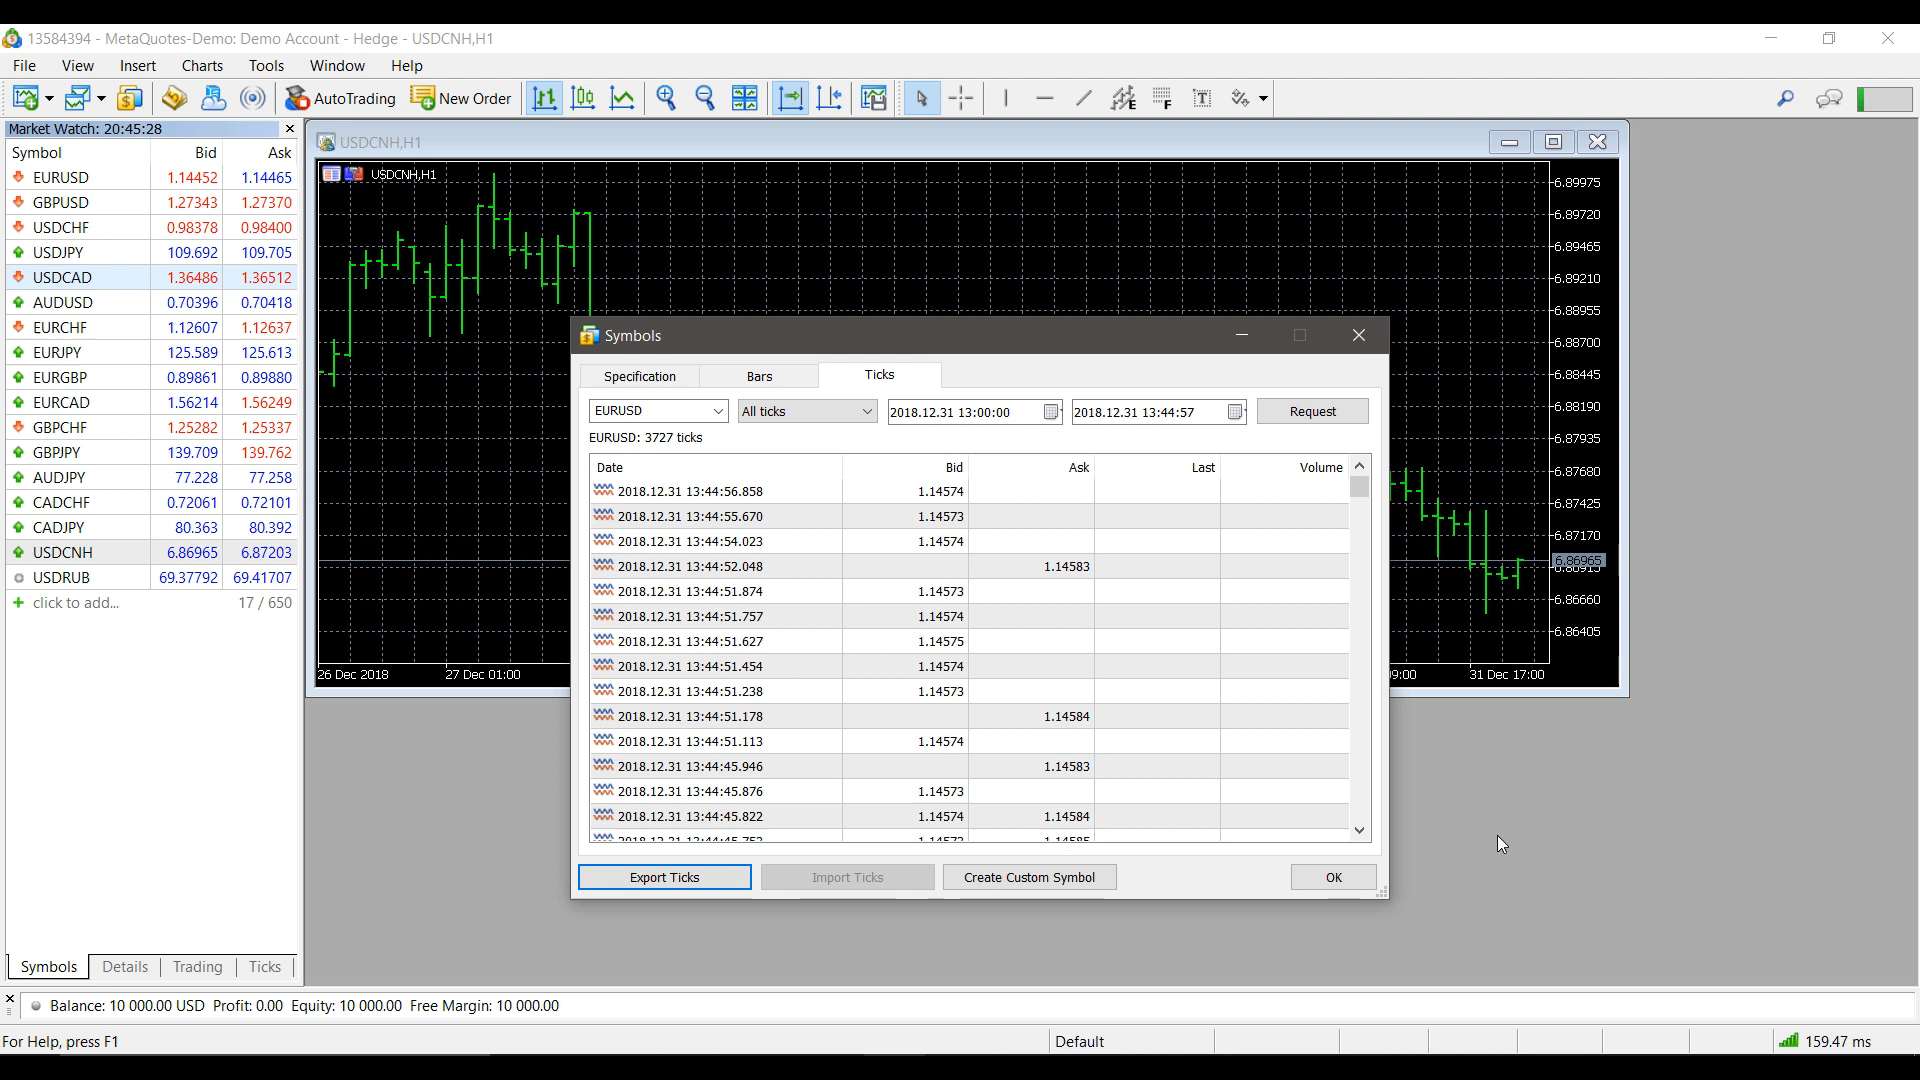 13584394 - MetaQuotes-Demo: Demo Account - Hedge - USDCNH,H1
File View Insert Charts Tools Window Help
AutoTrading New Order
Market Watch: 20:45:28
Symbol Bid Ask
EURUSD 1.14452 1.14465
GBPUSD 1.27343 1.27370
USDCHF 0.98378 0.98400
USDJPY 109.692 109.705
USDCAD 1.36486 1.36512
AUDUSD 0.70396 0.70418
EURCHF 1.12607 1.12637
EURJPY 125.589 125.613
EURGBP 0.89861 0.89880
EURCAD 1.56214 1.56249
GBPCHF 1.25282 1.25337
GBPJPY 139.709 139.762
AUDJPY 77.228 77.258
CADCHF 0.72061 0.72101
CADJPY 80.363 80.392
USDCNH 6.86965 6.87203
USDRUB 69.37792 69.41707
click to add... 17 / 650
Symbols Details Trading Ticks
USDCNH,H1
USDCNH,H1
6.89975
6.89720
6.89465
6.89210
6.88955
6.88700
6.88445
6.88190
6.87935
6.87680
6.87425
6.87170
6.86965
6.86660
6.86405
26 Dec 2018 27 Dec 01:00 31 Dec 17:00
Symbols
Specification Bars Ticks
EURUSD All ticks 2018.12.31 13:00:00 2018.12.31 13:44:57 Request
EURUSD: 3727 ticks
Date Bid Ask Last Volume
2018.12.31 13:44:56.858 1.14574
2018.12.31 13:44:55.670 1.14573
2018.12.31 13:44:54.023 1.14574
2018.12.31 13:44:52.048 1.14583
2018.12.31 13:44:51.874 1.14573
2018.12.31 13:44:51.757 1.14574
2018.12.31 13:44:51.627 1.14575
2018.12.31 13:44:51.454 1.14574
2018.12.31 13:44:51.238 1.14573
2018.12.31 13:44:51.178 1.14584
2018.12.31 13:44:51.113 1.14574
2018.12.31 13:44:45.946 1.14583
2018.12.31 13:44:45.876 1.14573
2018.12.31 13:44:45.822 1.14574 1.14584
Export Ticks Import Ticks Create Custom Symbol OK
Balance: 10 000.00 USD Profit: 0.00 Equity: 10 000.00 Free Margin: 10 000.00
For Help, press F1 Default 159.47 ms